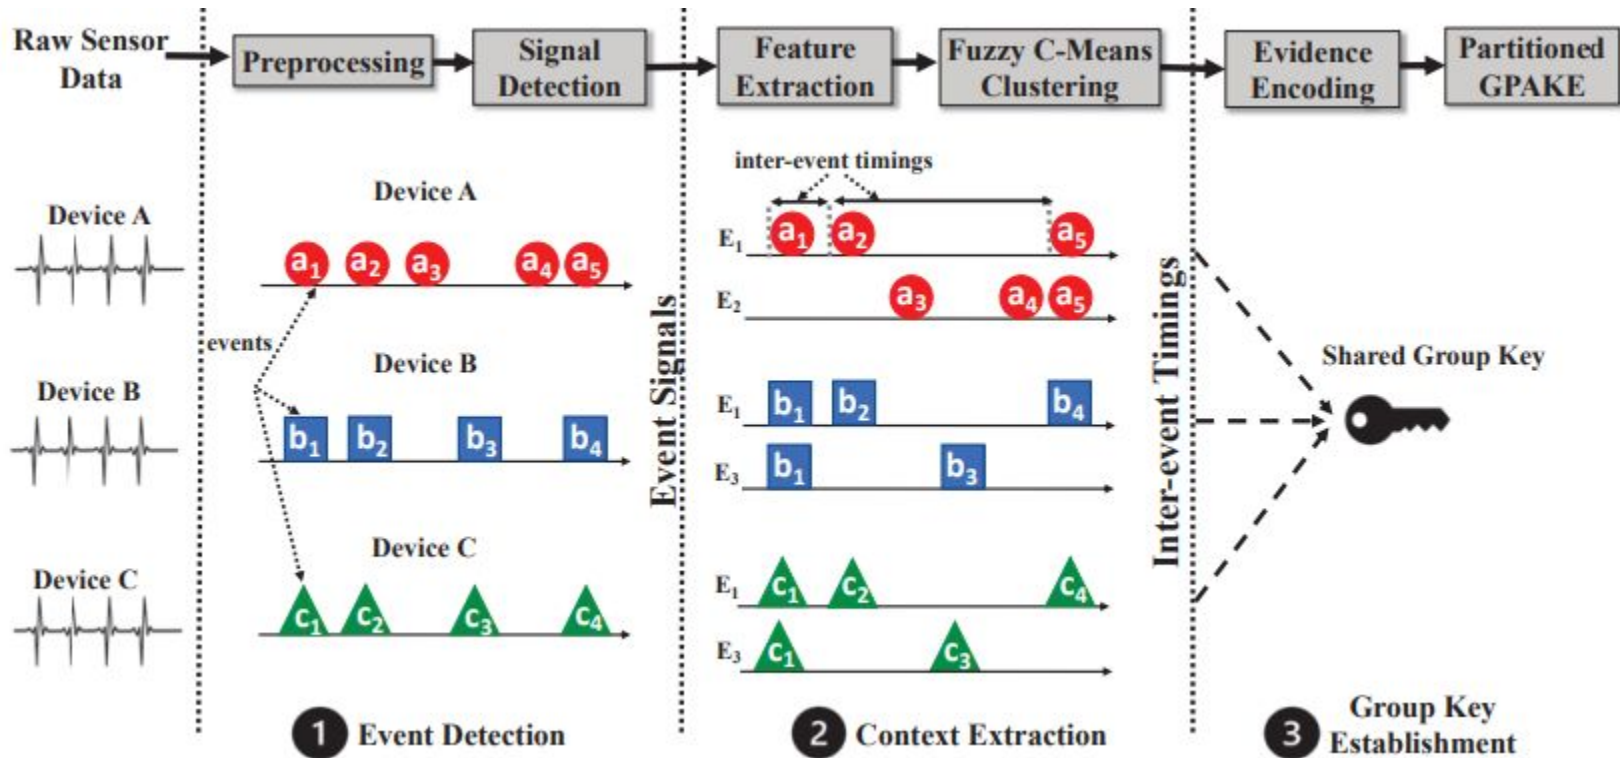 Raw Sensor
Data
Preprocessing
Signal
Detection
Feature
Extraction
Fuzzy C-Means
Clustering
Evidence
Encoding
Partitioned
GPAKE
Device A
Device B
Device C
Device A
a1 a2 a3 a4 a5
events
Device B
b1 b2 b3 b4
Device C
c1 c2 c3 c4
Event Signals
inter-event timings
E1 a1 a2 a5
E2 a3 a4 a5
E1 b1 b2 b4
E3 b1 b3
E1 c1 c2 c4
E3 c1 c3
Inter-event Timings
Shared Group Key
1 Event Detection
2 Context Extraction
3 Group Key
Establishment